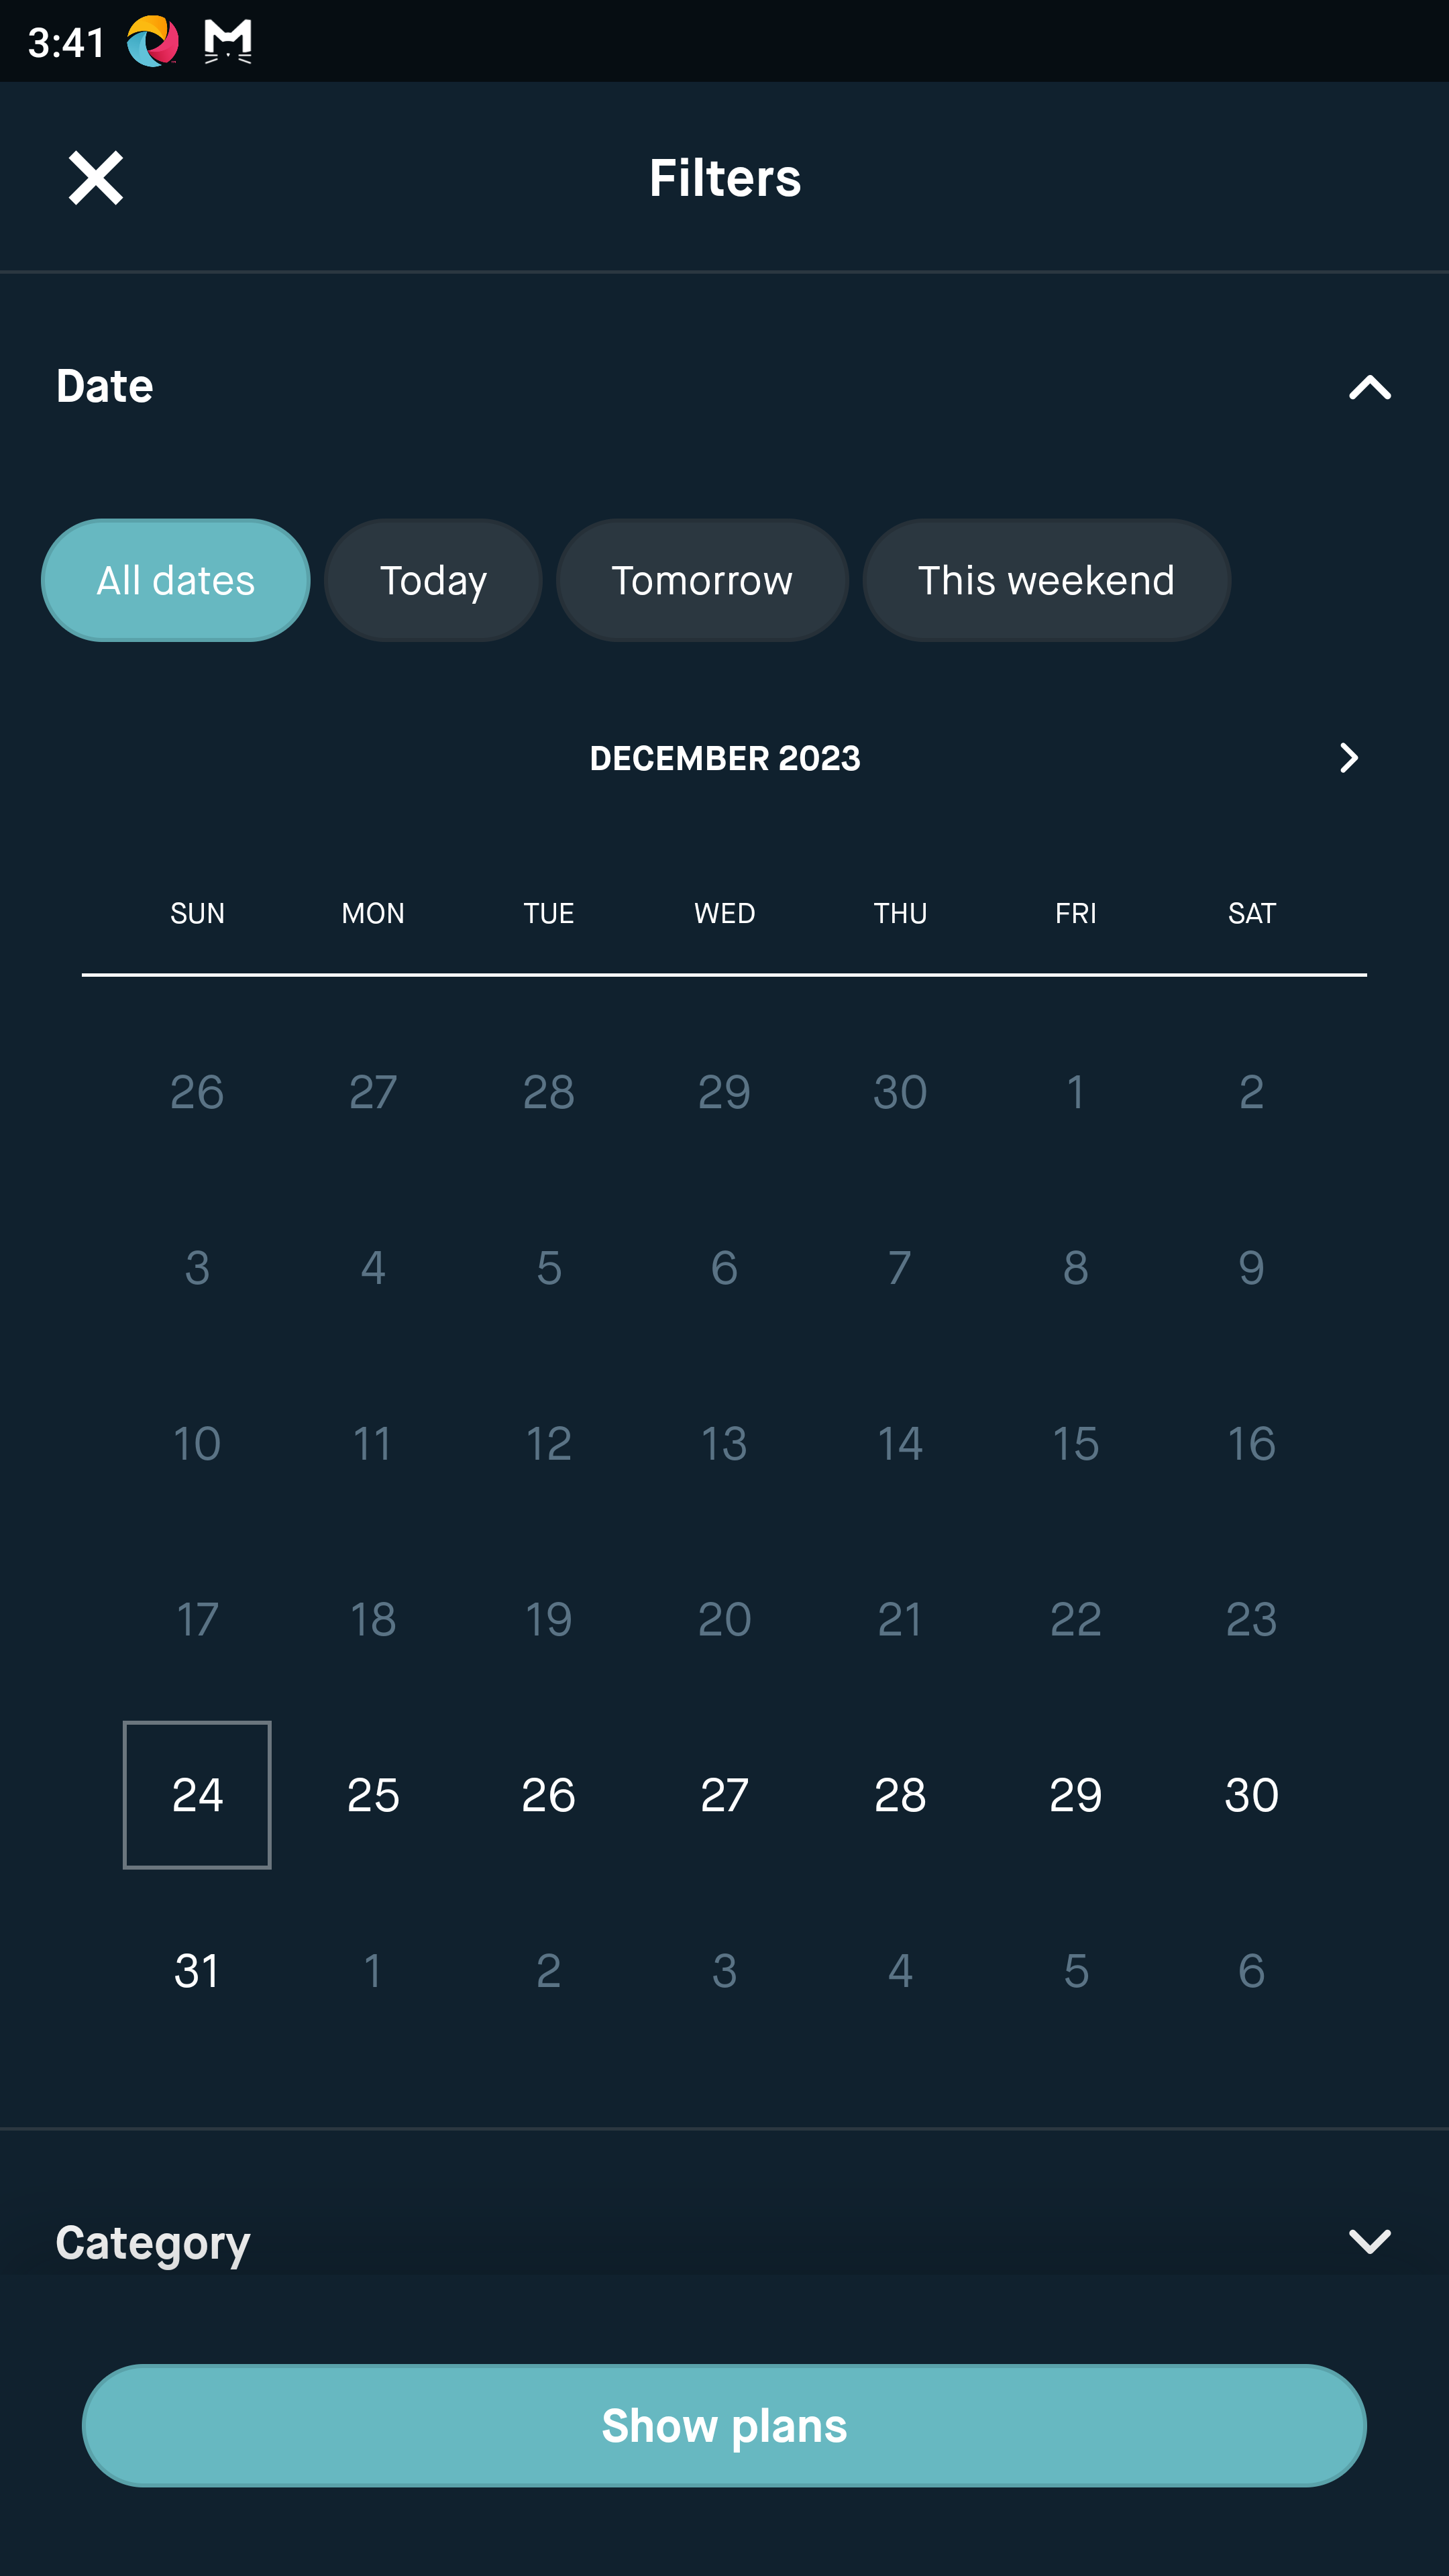 3:41
Filters
Date
All dates Today Tomorrow This weekend
DECEMBER 2023
SUN MON TUE WED THU FRI SAT
26 27 28 29 30 1 2
3 4 5 6 7 8 9
10 11 12 13 14 15 16
17 18 19 20 21 22 23
24 25 26 27 28 29 30
31 1 2 3 4 5 6
Category
Show plans